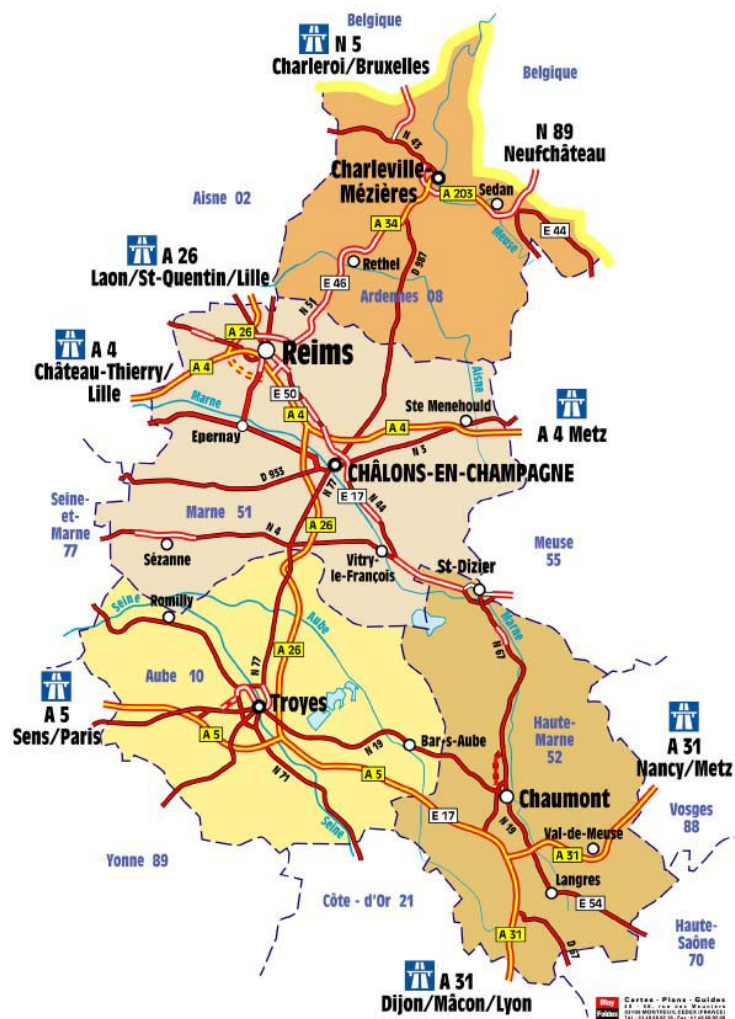 Belgique
N 5
Charleroi/Bruxelles
Belgique
N 89
Neufchâteau
N 43
Charleville-
Mézières
Sedan
A 203
Aisne 02
A 34
Meuse
E 44
A 26
Laon/St-Quentin/Lille
Rethel
D 987
E 46
Ardennes 08
N 51
A 26
Reims
A 4
Château-Thierry/
Lille
A 4
Aisne
E 50
Marne
A 4
Ste Menehould
A 4
A 4 Metz
Epernay
N 3
CHÂLONS-EN-CHAMPAGNE
D 933
N 77
E 17
N 44
Seine-
et-
Marne
77
Marne 51
A 26
N 4
Sézanne
Vitry-
le-François
Meuse
55
St-Dizier
Seine
Romilly
Aube
Marne
N 67
A 26
N 77
Aube 10
A 5
Sens/Paris
Troyes
A 5
Haute-
Marne
52
A 31
Nancy/Metz
Bar-s-Aube
N 19
A 5
N 71
E 17
Chaumont
Seine
N 19
Val-de-Meuse
Vosges
88
A 31
Yonne 89
Langres
Côte - d'Or 21
E 54
A 31
D 67
Haute-
Saône
70
A 31
Dijon/Mâcon/Lyon
Blay
Foldex
Cartes - Plans - Guides